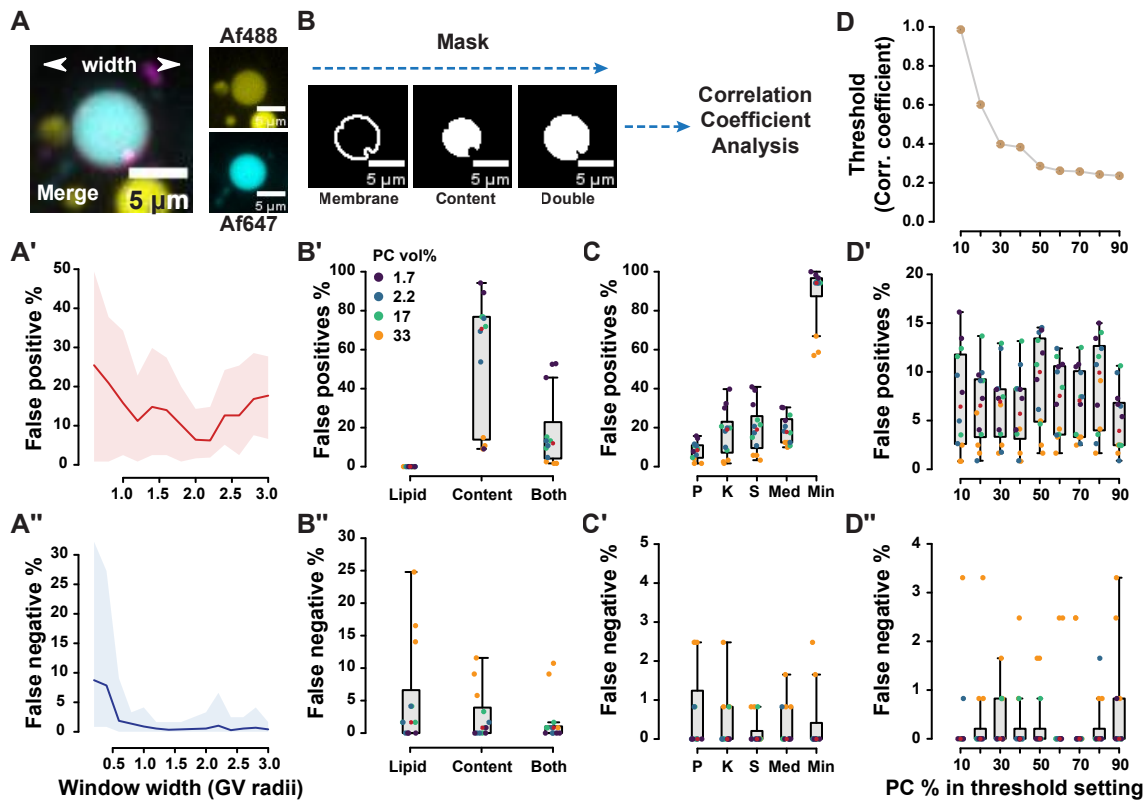 A
Af488
width
Merge
5 µm
5 µm
5 µm
Af647
B
Mask
5 µm
5 µm
5 µm
Membrane
Content
Double
Correlation
Coefficient
Analysis
D
Threshold
(Corr. coefficient)
1.0
0.8
0.6
0.4
0.2
0.0
10
30
50
70
90
A'
False positive %
50
40
30
20
10
0
1.0
1.5
2.0
2.5
3.0
B'
False positives %
100
80
60
40
20
0
PC vol%
1.7
2.2
17
33
Lipid
Content
Both
C
False positives %
100
80
60
40
20
0
P
K
S
Med
Min
D'
False positives %
20
15
10
5
0
10
30
50
70
90
A"
False negative %
30
25
20
15
10
5
0
0.5
1.0
1.5
2.0
2.5
3.0
Window width (GV radii)
B"
False negative %
30
25
20
15
10
5
0
Lipid
Content
Both
C'
False negative %
5
4
3
2
1
0
P
K
S
Med
Min
D"
False negative %
5
4
3
2
1
0
10
30
50
70
90
PC % in threshold setting